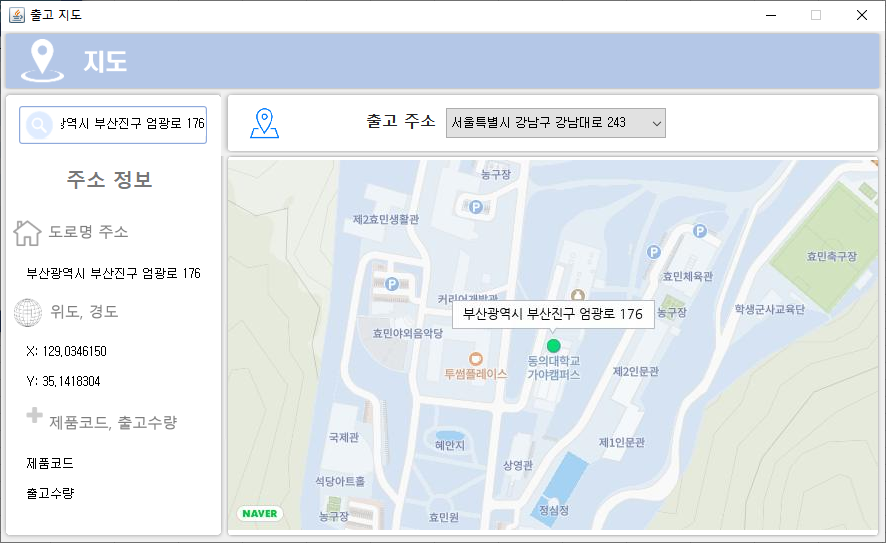 출고 지도
지도
광역시 부산진구 엄광로 176
주소 정보
도로명 주소
부산광역시 부산진구 엄광로 176
위도, 경도
X: 129,0346150
Y: 35,1418304
제품코드, 출고수량
제품코드
출고수량
출고 주소
서울특별시 강남구 강남대로 243
농구장
P
제2효민생활관
P
P
효민체육관
효민축구장
P
커리어개발관
농구장
학생군사교육단
부산광역시 부산진구 엄광로 176
효민야외음악당
동의대학교
가야캠퍼스
투썸플레이스
제2인문관
국제관
혜안지
제1인문관
상영관
석당아트홀
농구장
효민원
정심정
NAVER